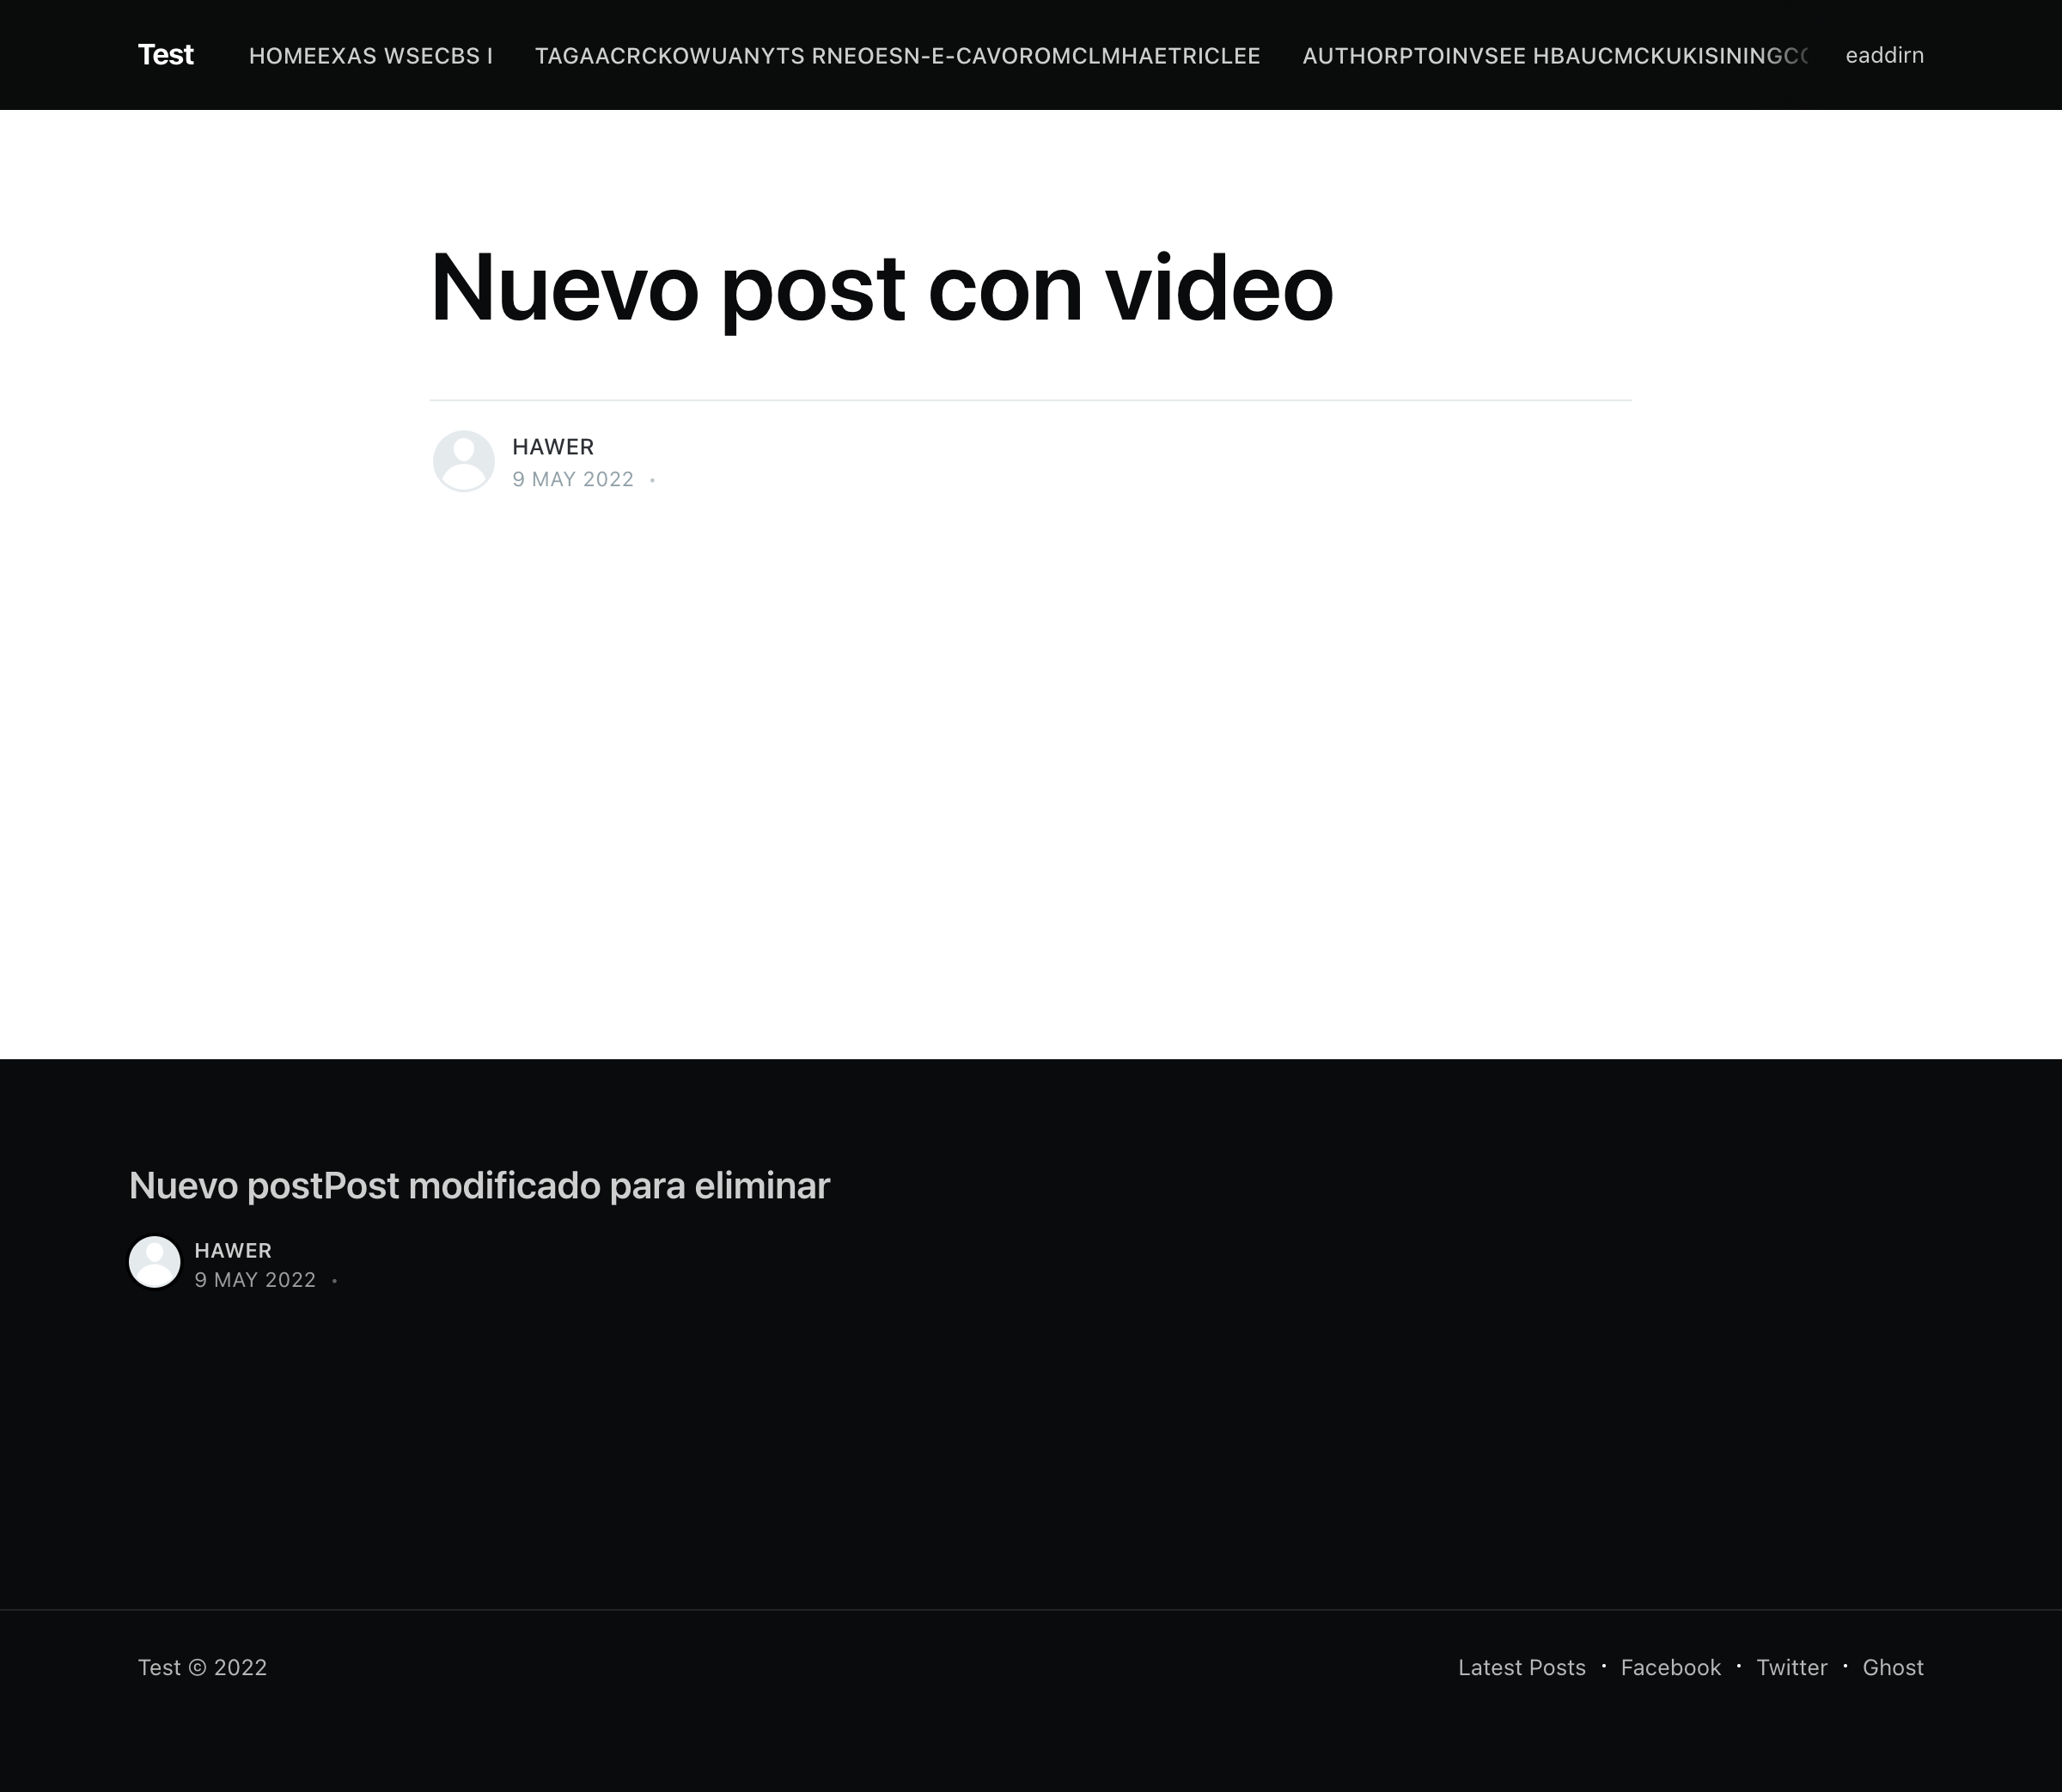 Test HOMEEXAS WSECBS I TAGAACRCKOWUANYTS RNEOESN-E-CAVOROMCLMHAETRICLEE AUTHORPTOINVSEE HBAUCMCKUKISININGC eaddirn
Nuevo post con video
HAWER
9 MAY 2022 •
Nuevo postPost modificado para eliminar
HAWER
9 MAY 2022 •
Test © 2022 Latest Posts • Facebook • Twitter • Ghost